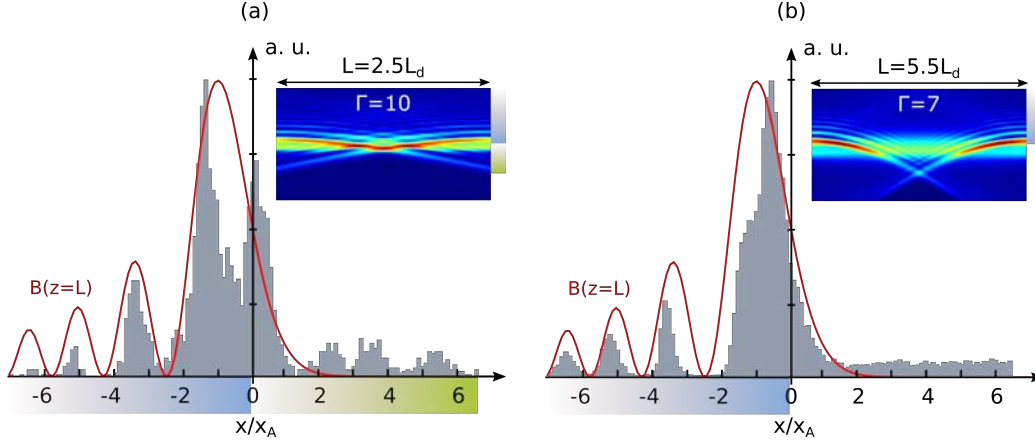 (a)
a. u.
L=2.5L_d
Γ=10
B(z=L)
-6 -4 -2 0 2 4 6
x/x_A
(b)
a. u.
L=5.5L_d
Γ=7
B(z=L)
-6 -4 -2 0 2 4 6
x/x_A